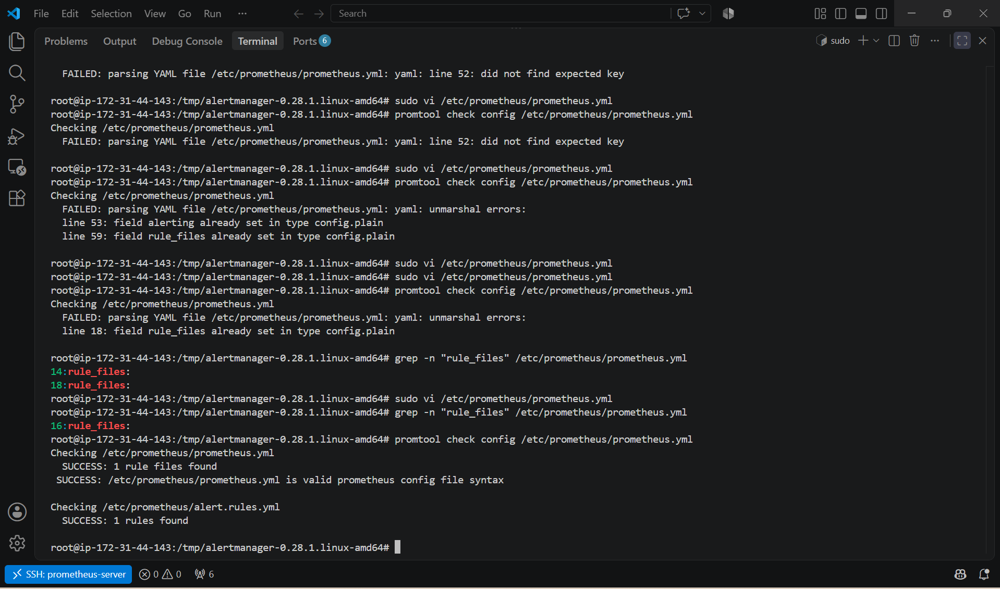 File Edit Selection View Go Run ··· Search
Problems Output Debug Console Terminal Ports 6 sudo
FAILED: parsing YAML file /etc/prometheus/prometheus.yml: yaml: line 52: did not find expected key
root@ip-172-31-44-143:/tmp/alertmanager-0.28.1.linux-amd64# sudo vi /etc/prometheus/prometheus.yml
root@ip-172-31-44-143:/tmp/alertmanager-0.28.1.linux-amd64# promtool check config /etc/prometheus/prometheus.yml
Checking /etc/prometheus/prometheus.yml
FAILED: parsing YAML file /etc/prometheus/prometheus.yml: yaml: line 52: did not find expected key
root@ip-172-31-44-143:/tmp/alertmanager-0.28.1.linux-amd64# sudo vi /etc/prometheus/prometheus.yml
root@ip-172-31-44-143:/tmp/alertmanager-0.28.1.linux-amd64# promtool check config /etc/prometheus/prometheus.yml
Checking /etc/prometheus/prometheus.yml
FAILED: parsing YAML file /etc/prometheus/prometheus.yml: yaml: unmarshal errors:
line 53: field alerting already set in type config.plain
line 59: field rule_files already set in type config.plain
root@ip-172-31-44-143:/tmp/alertmanager-0.28.1.linux-amd64# sudo vi /etc/prometheus/prometheus.yml
root@ip-172-31-44-143:/tmp/alertmanager-0.28.1.linux-amd64# sudo vi /etc/prometheus/prometheus.yml
root@ip-172-31-44-143:/tmp/alertmanager-0.28.1.linux-amd64# promtool check config /etc/prometheus/prometheus.yml
Checking /etc/prometheus/prometheus.yml
FAILED: parsing YAML file /etc/prometheus/prometheus.yml: yaml: unmarshal errors:
line 18: field rule_files already set in type config.plain
root@ip-172-31-44-143:/tmp/alertmanager-0.28.1.linux-amd64# grep -n "rule_files" /etc/prometheus/prometheus.yml
14:rule_files:
18:rule_files:
root@ip-172-31-44-143:/tmp/alertmanager-0.28.1.linux-amd64# sudo vi /etc/prometheus/prometheus.yml
root@ip-172-31-44-143:/tmp/alertmanager-0.28.1.linux-amd64# grep -n "rule_files" /etc/prometheus/prometheus.yml
16:rule_files:
root@ip-172-31-44-143:/tmp/alertmanager-0.28.1.linux-amd64# promtool check config /etc/prometheus/prometheus.yml
Checking /etc/prometheus/prometheus.yml
SUCCESS: 1 rule files found
SUCCESS: /etc/prometheus/prometheus.yml is valid prometheus config file syntax
Checking /etc/prometheus/alert.rules.yml
SUCCESS: 1 rules found
root@ip-172-31-44-143:/tmp/alertmanager-0.28.1.linux-amd64#
SSH: prometheus-server 0 0 6